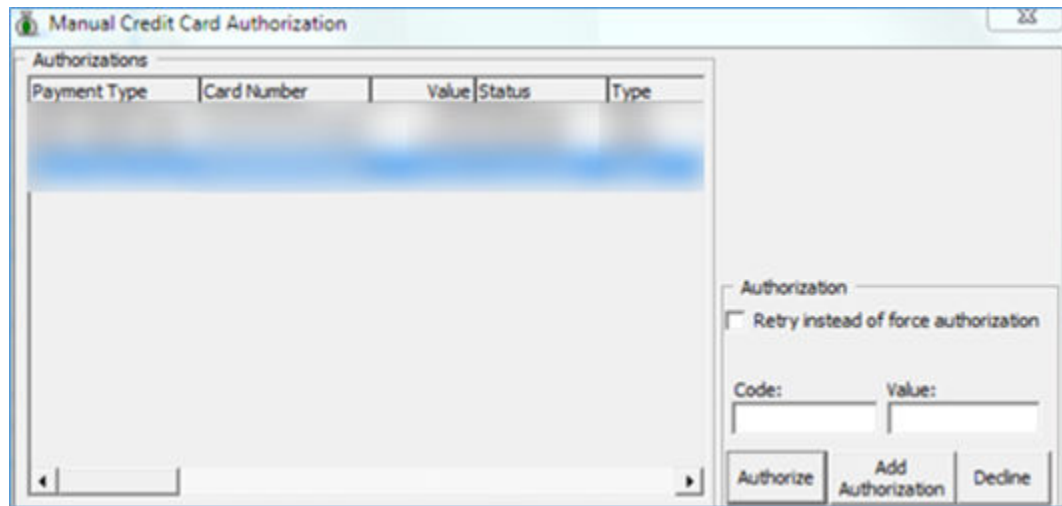 Manual Credit Card Authorization
Authorizations
Payment Type Card Number Value Status Type
Authorization
Retry instead of force authorization
Code: Value:
Authorize Add Authorization Decline